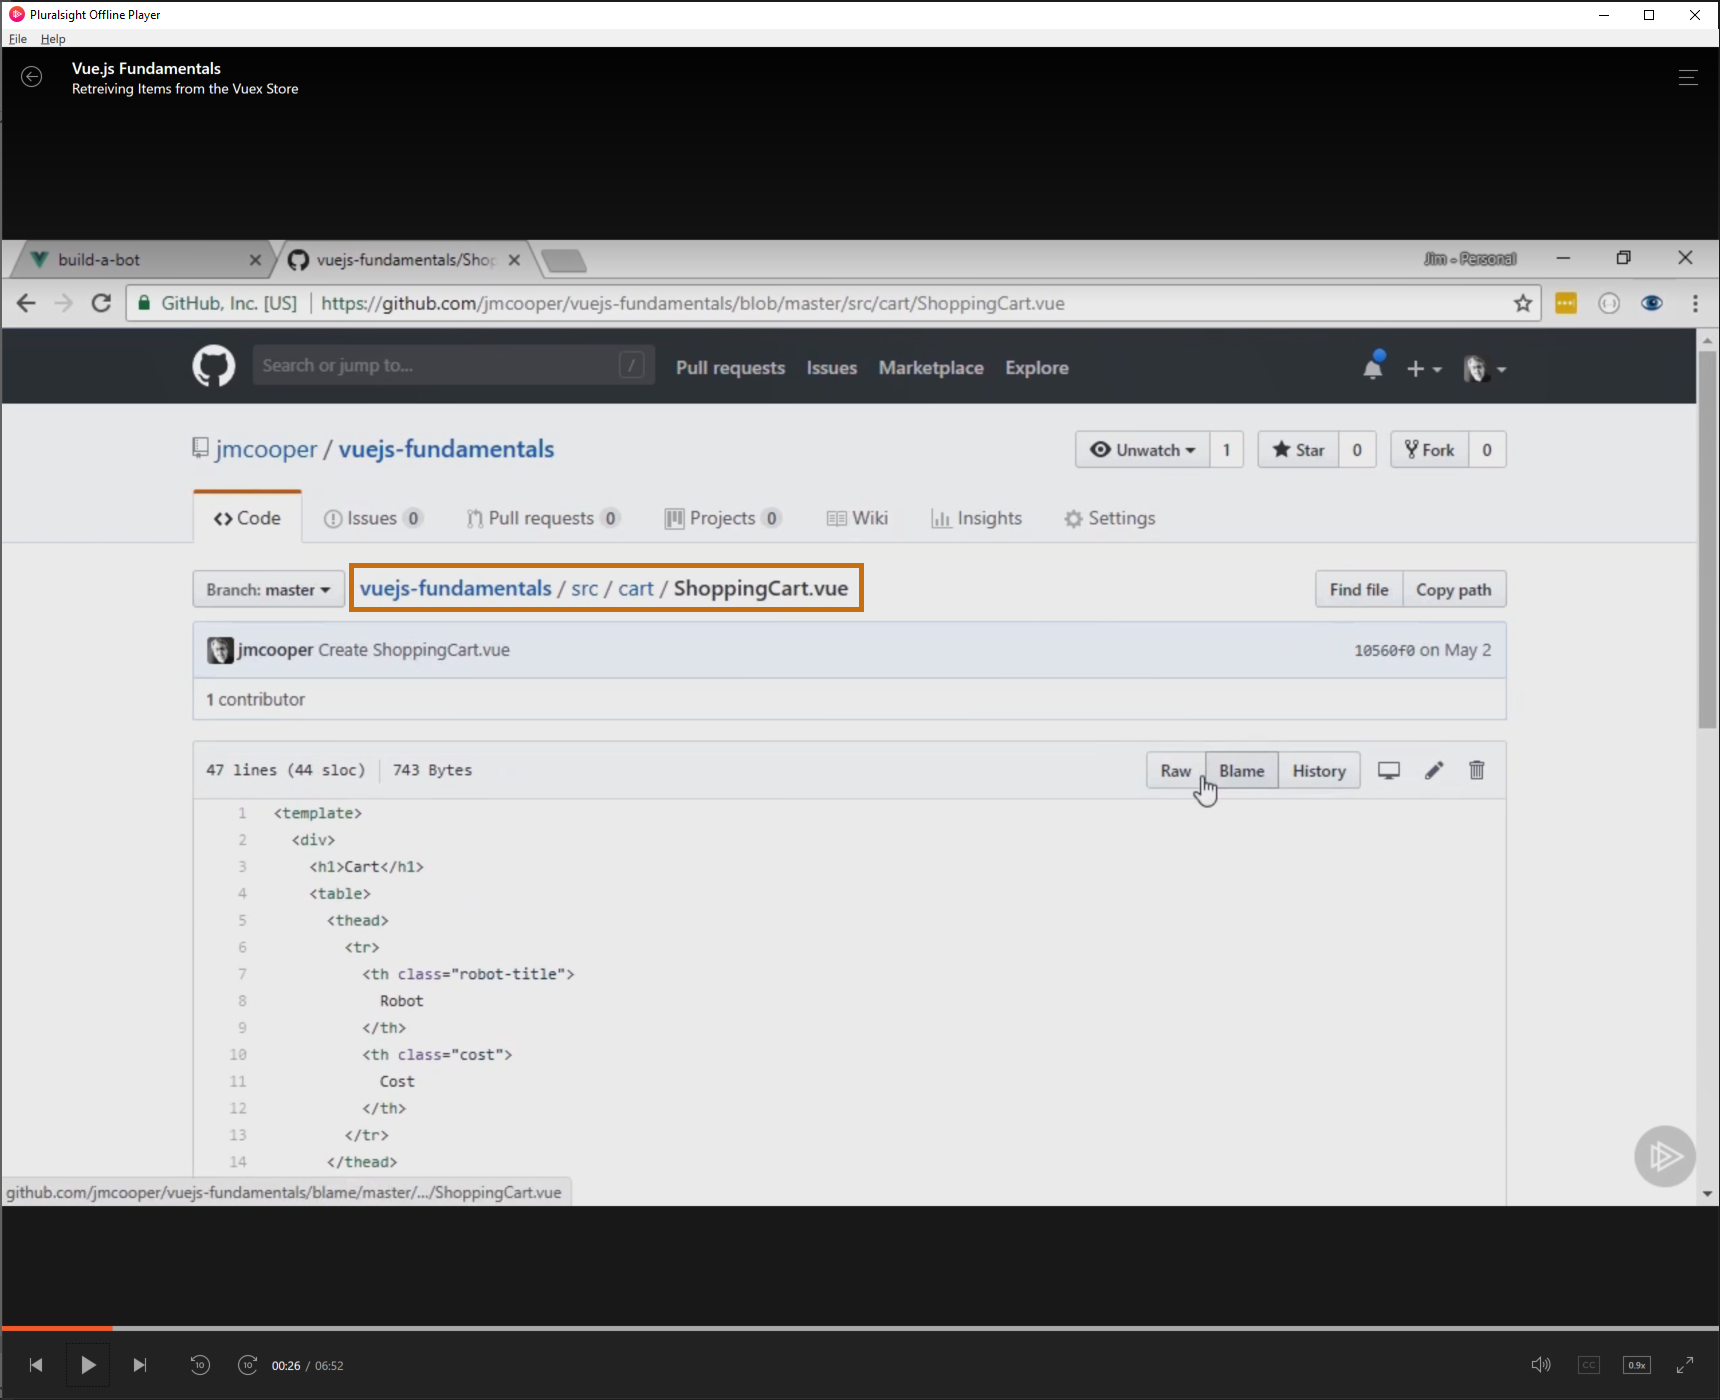 Pluralsight Offline Player
File Help
Vue.js Fundamentals
Retreiving Items from the Vuex Store
build-a-bot
vuejs-fundamentals/Shop
Jim - Personal
GitHub, Inc. [US] https://github.com/jmcooper/vuejs-fundamentals/blob/master/src/cart/ShoppingCart.vue
Search or jump to... / Pull requests Issues Marketplace Explore
jmcooper / vuejs-fundamentals
Unwatch 1 Star 0 Fork 0
Code Issues 0 Pull requests 0 Projects 0 Wiki Insights Settings
Branch: master vuejs-fundamentals / src / cart / ShoppingCart.vue Find file Copy path
jmcooper Create ShoppingCart.vue 10560f0 on May 2
1 contributor
47 lines (44 sloc) 743 Bytes Raw Blame History
1 <template>
2 <div>
3 <h1>Cart</h1>
4 <table>
5 <thead>
6 <tr>
7 <th class="robot-title">
8 Robot
9 </th>
10 <th class="cost">
11 Cost
12 </th>
13 </tr>
14 </thead>
github.com/jmcooper/vuejs-fundamentals/blame/master/.../ShoppingCart.vue
10 10 00:26 / 06:52 CC 0.9x